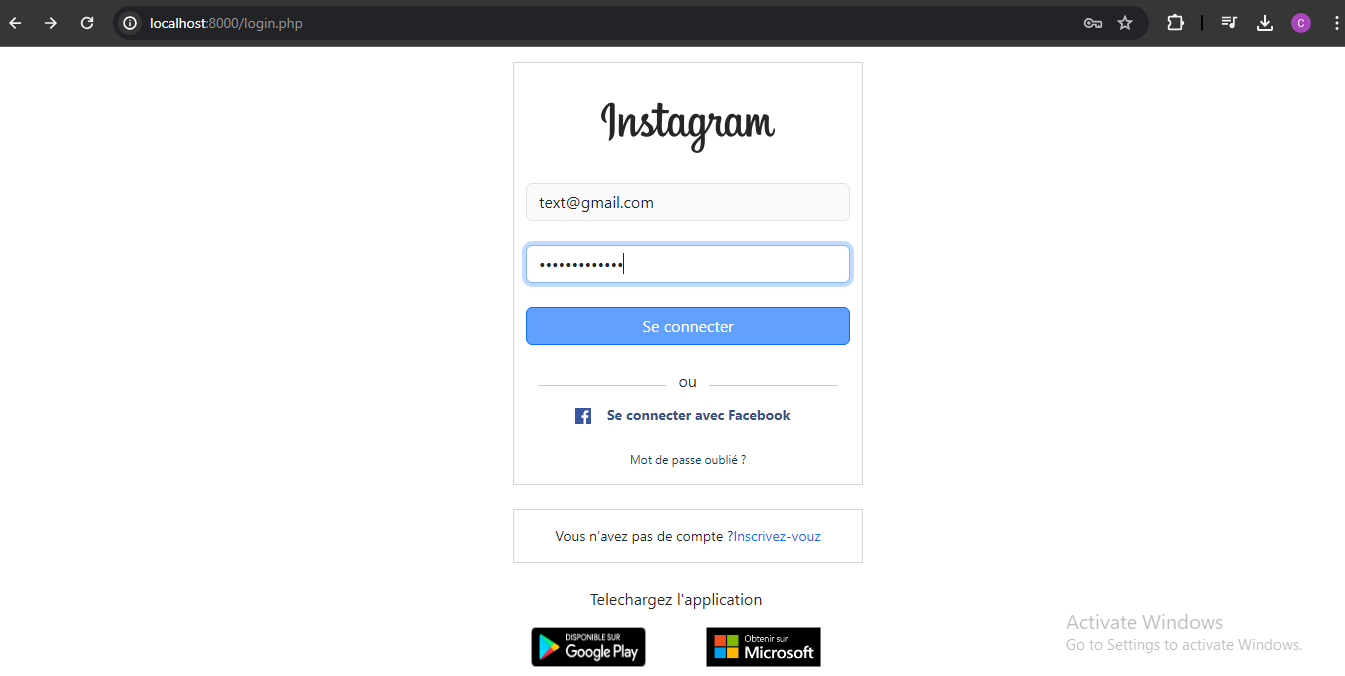 localhost:8000/login.php
C
Instagram
text@gmail.com
•••••••••••••
Se connecter
ou
Se connecter avec Facebook
Mot de passe oublié ?
Vous n'avez pas de compte ?Inscrivez-vouz
Telechargez l'application
DISPONIBLE SUR
Google Play
Obtenir sur
Microsoft
Activate Windows
Go to Settings to activate Windows.